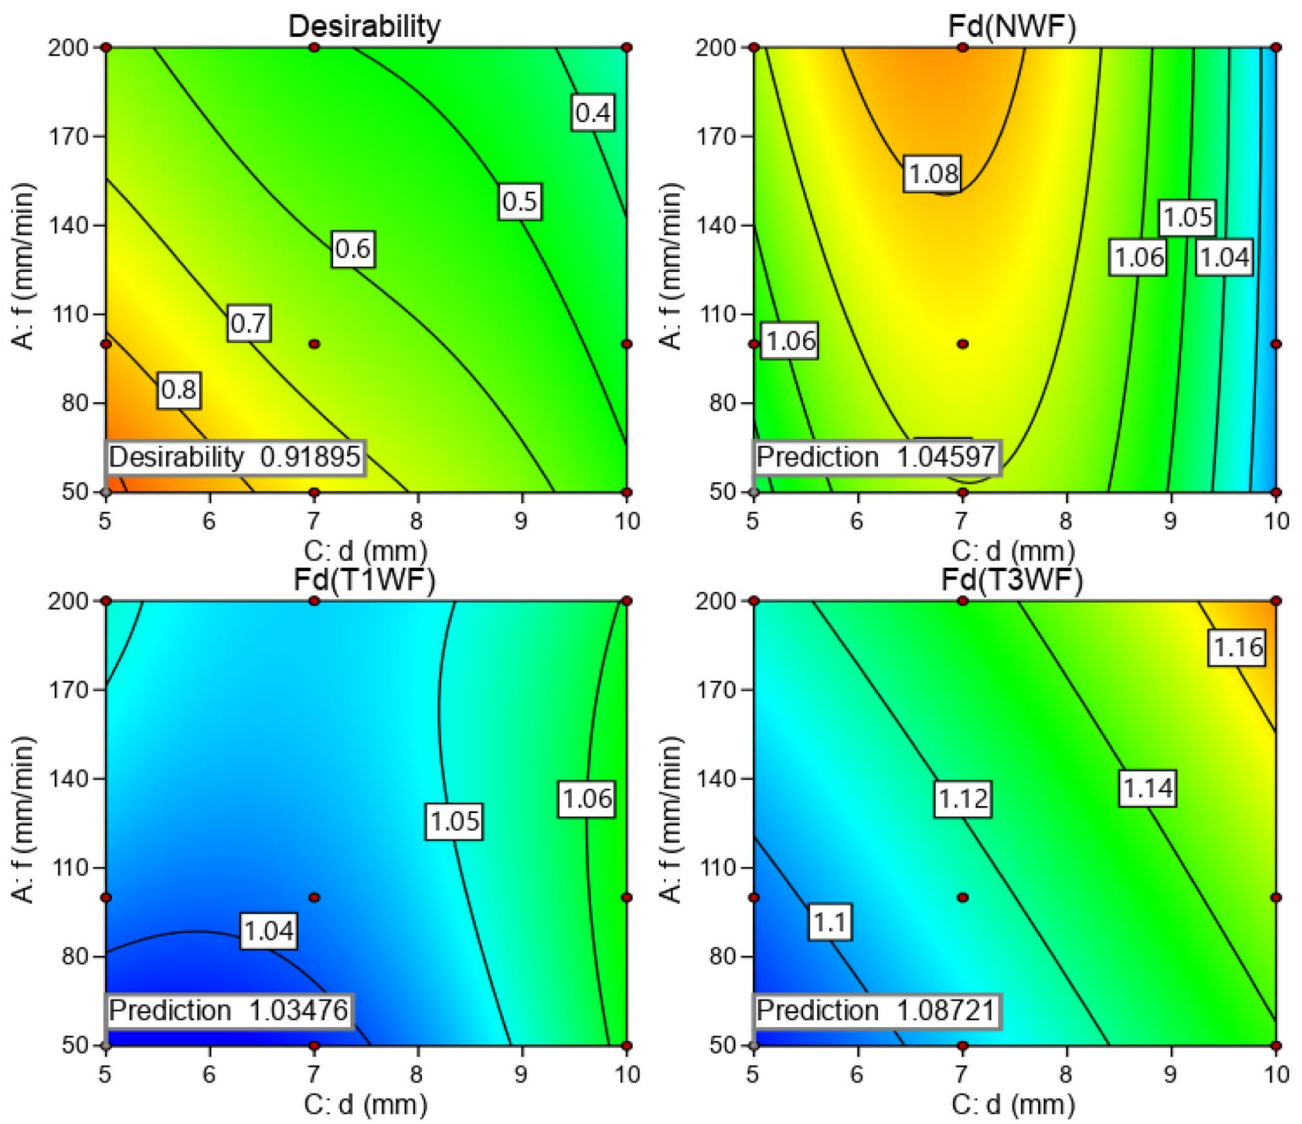 Desirability
200
170
140
110
80
50
A: f (mm/min)
0.4
0.5
0.6
0.7
0.8
Desirability 0.91895
5 6 7 8 9 10
C: d (mm)
Fd(NWF)
200
170
140
110
80
50
A: f (mm/min)
1.08
1.05
1.06 1.04
1.06
Prediction 1.04597
5 6 7 8 9 10
C: d (mm)
Fd(T1WF)
200
170
140
110
80
50
A: f (mm/min)
1.06
1.05
1.04
Prediction 1.03476
5 6 7 8 9 10
C: d (mm)
Fd(T3WF)
200
170
140
110
80
50
A: f (mm/min)
1.16
1.14
1.12
1.1
Prediction 1.08721
5 6 7 8 9 10
C: d (mm)